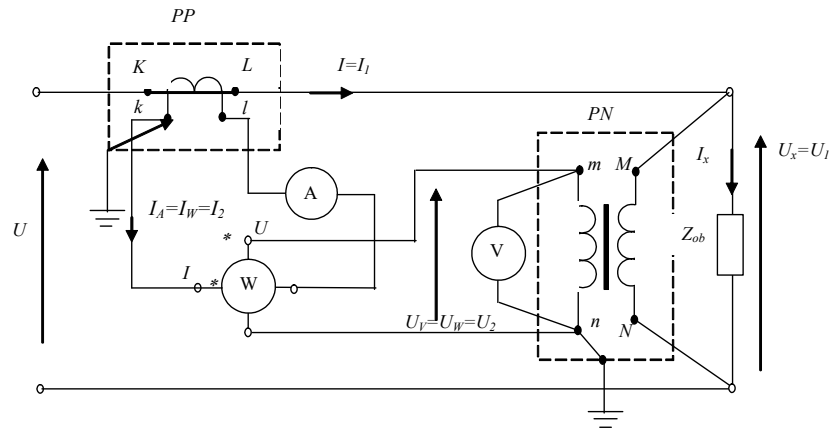 PP
K L I=I1
k l
PN
m M Ix Ux=U1
A
IA=IW=I2
U
* U
V Zob
I * W
UV=UW=U2
n N